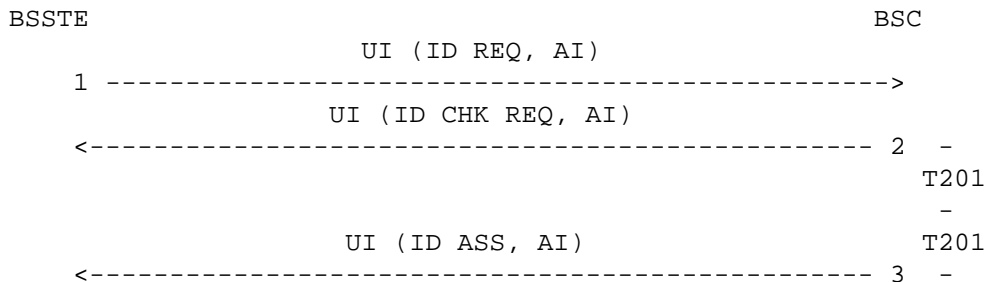 BSSTE BSC
UI (ID REQ, AI)
1 ------------------------------------------------->
UI (ID CHK REQ, AI)
<------------------------------------------------- 2 -
T201
-
UI (ID ASS, AI) T201
<------------------------------------------------- 3 -